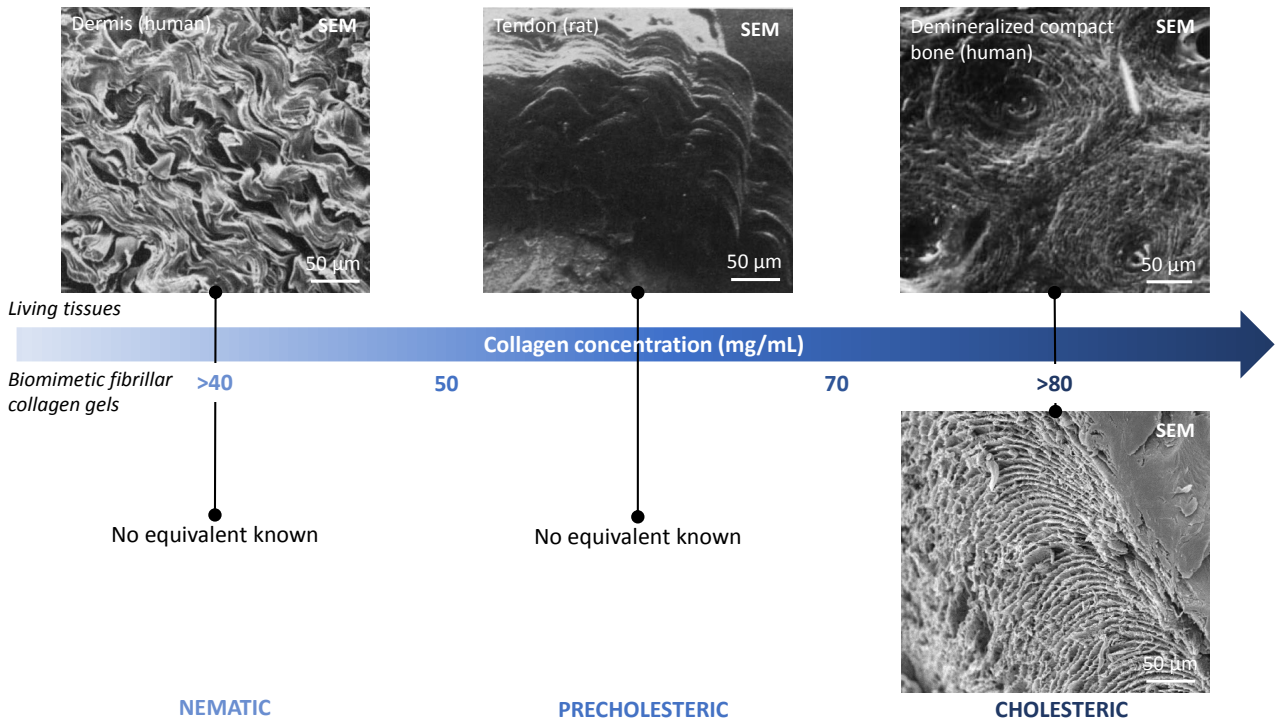 Dermis (human)
SEM
50 µm
Tendon (rat)
SEM
50 µm
Demineralized compact
bone (human)
SEM
50 µm
Living tissues
Collagen concentration (mg/mL)
Biomimetic fibrillar
collagen gels
>40
50
70
>80
No equivalent known
No equivalent known
SEM
50 µm
NEMATIC
PRECHOLESTERIC
CHOLESTERIC